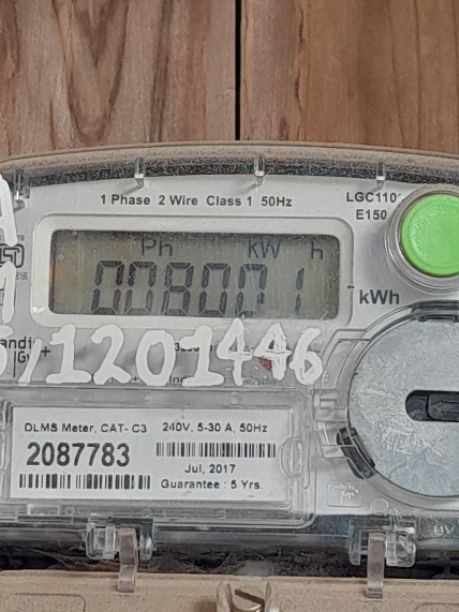 1 Phase 2 Wire Class 1 50Hz
E150
Ph kW h
008001
kWh
/1201446
DLMS Meter, CAT- C3 240V, 5-30 A, 50Hz
2087783
Jul, 2017
Guarantee : 5 Yrs.